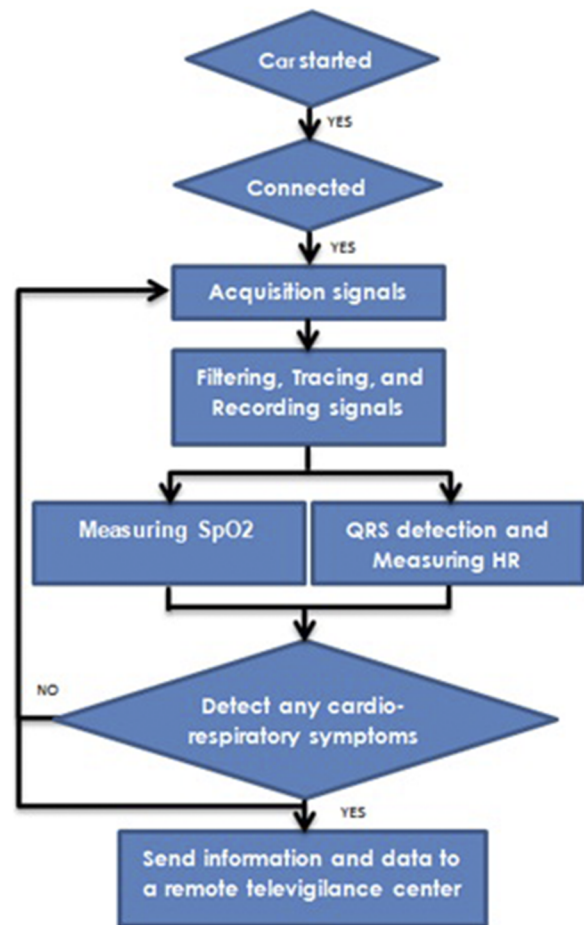 Car started
YES
Connected
YES
Acquisition signals
Filtering, Tracing, and
Recording signals
Measuring SpO2
QRS detection and
Measuring HR
NO
Detect any cardio-
respiratory symptoms
YES
Send information and data to
a remote televigilance center